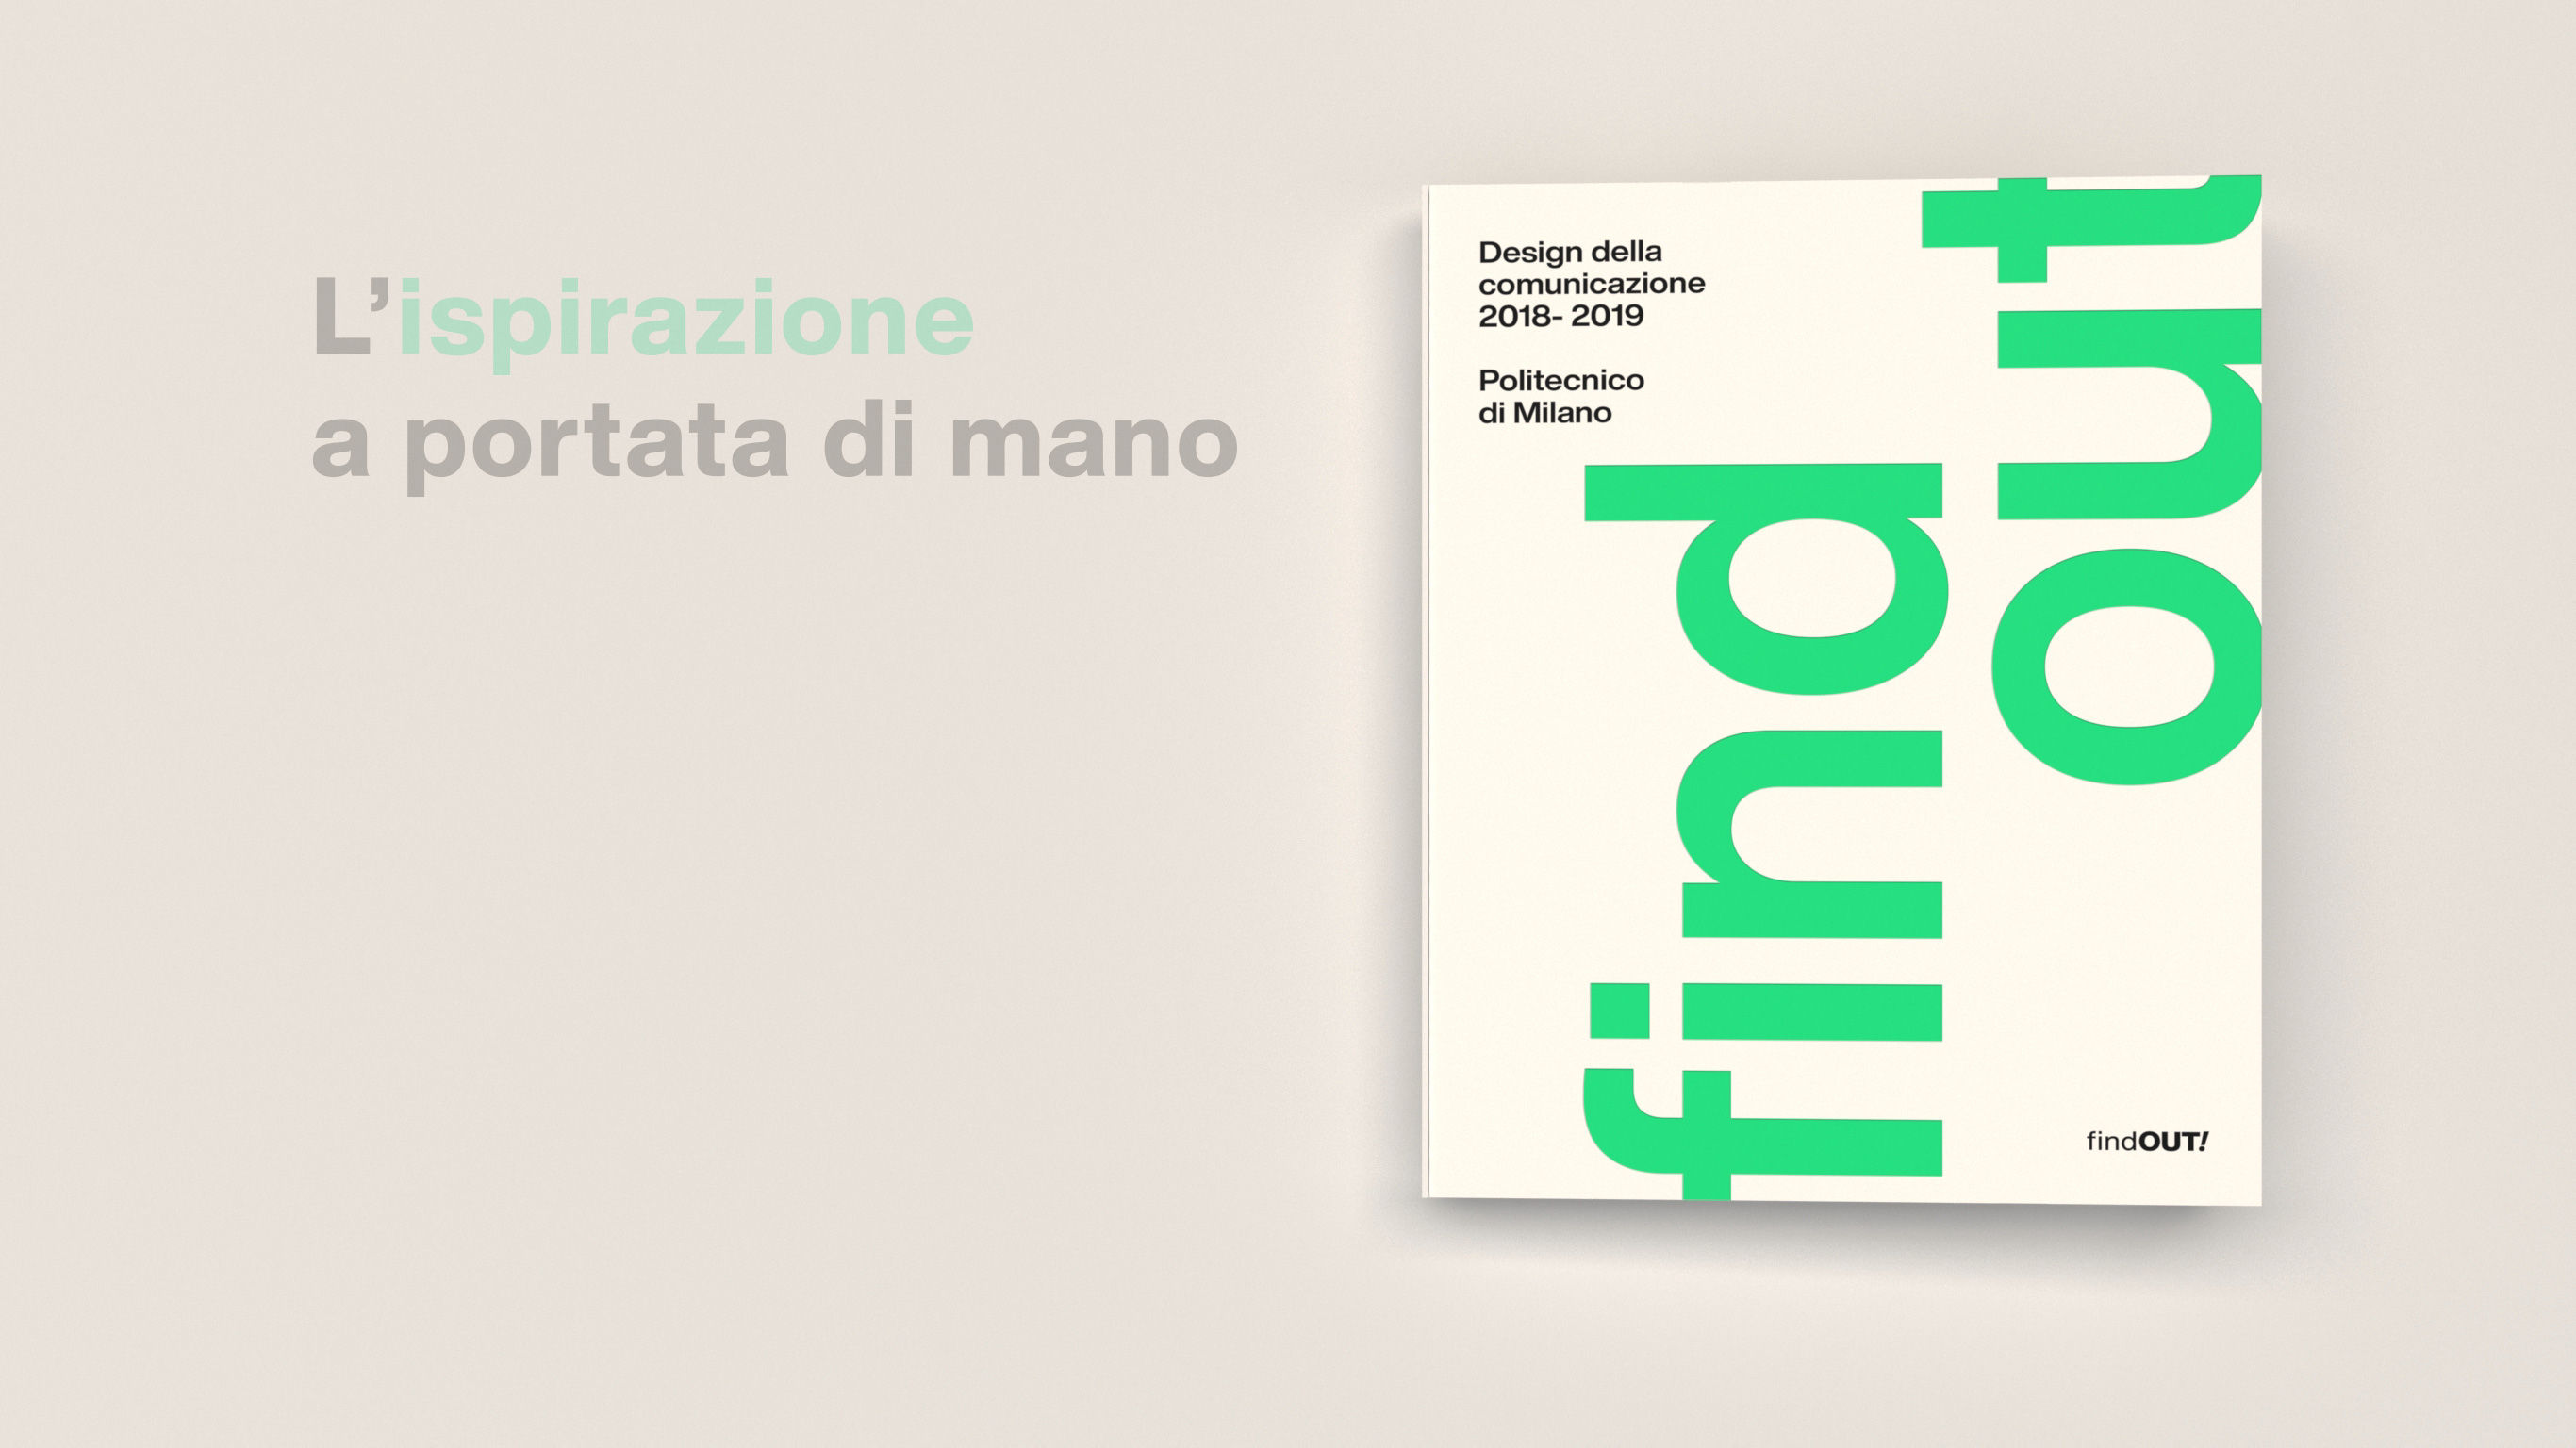 L'ispirazione
a portata di mano
Design della
comunicazione
2018- 2019
Politecnico
di Milano
find
out
findOUT!